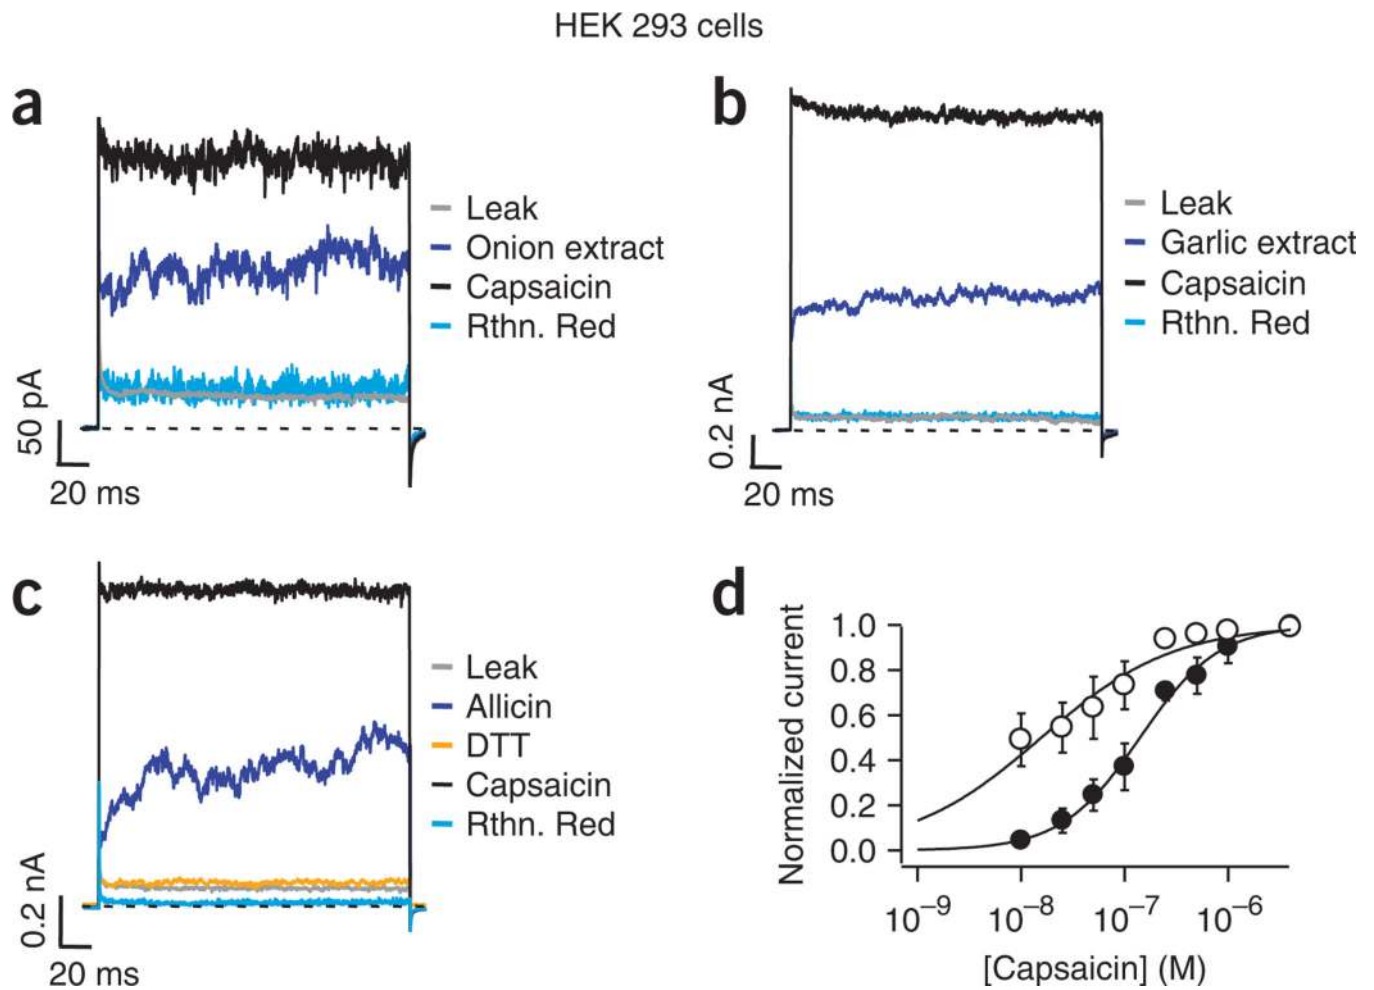 HEK 293 cells
a
Leak
Onion extract
Capsaicin
Rthn. Red
50 pA
20 ms
b
Leak
Garlic extract
Capsaicin
Rthn. Red
0.2 nA
20 ms
c
Leak
Allicin
DTT
Capsaicin
Rthn. Red
0.2 nA
20 ms
d
Normalized current
1.0
0.8
0.6
0.4
0.2
0.0
10⁻⁹ 10⁻⁸ 10⁻⁷ 10⁻⁶
[Capsaicin] (M)